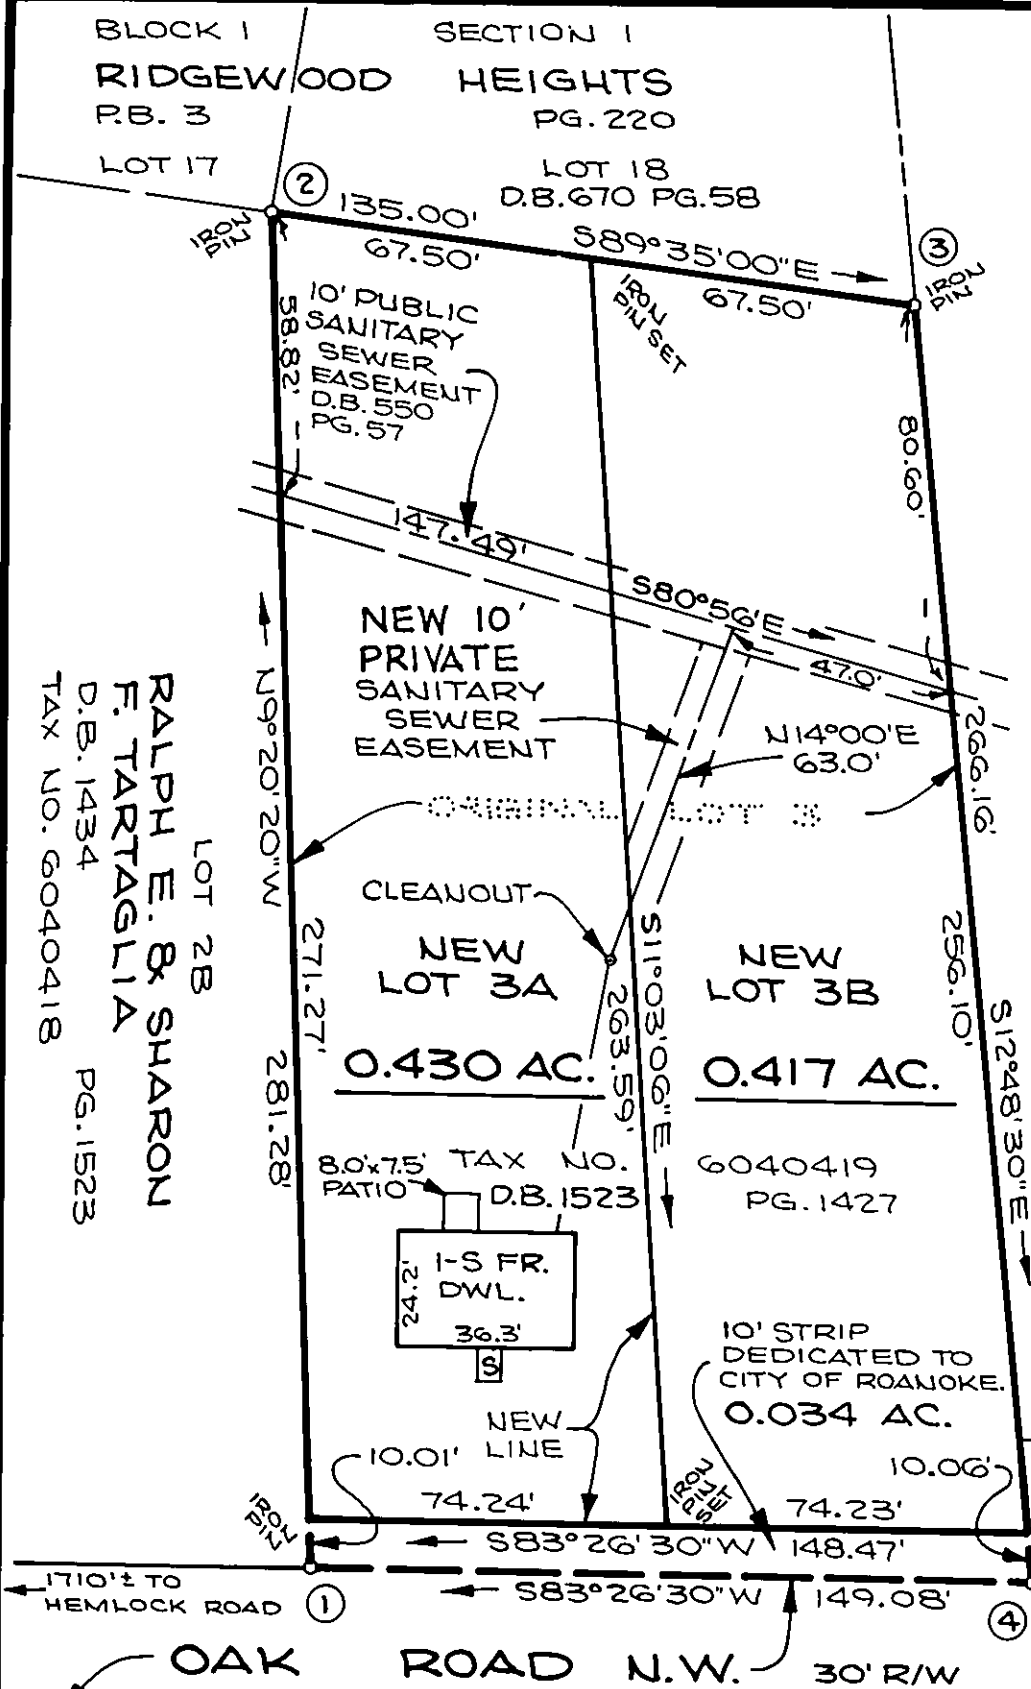 BLOCK 1 SECTION 1
RIDGEWOOD HEIGHTS
P.B. 3 PG. 220
LOT 17
LOT 18
D.B. 670 PG. 58
2
135.00'
67.50'
S89°35'00"E
67.50'
3
IRON
PIN
IRON
PIN
IRON
PIN SET
10' PUBLIC
SANITARY
SEWER
EASEMENT
D.B. 550
PG. 57
58.82'
80.60'
147.49'
S80°56'E
47.0'
NEW 10'
PRIVATE
SANITARY
SEWER
EASEMENT
N14°00'E
63.0'
266.16'
N9°20'20"W
ORIGINAL LOT 3
LOT 2B
RALPH E. & SHARON
F. TARTAGLIA
D.B. 1434 PG. 1523
TAX NO. 6040418
CLEANOUT
NEW
LOT 3A
0.430 AC.
271.27'
281.28'
S11°03'06"E
263.59'
NEW
LOT 3B
0.417 AC.
256.10'
S12°48'30"E
TAX NO. 6040419
D.B. 1523 PG. 1427
8.0'x7.5'
PATIO
1-S FR.
DWL.
24.2'
36.3'
S
10' STRIP
DEDICATED TO
CITY OF ROANOKE.
0.034 AC.
NEW
LINE
10.01'
10.06'
IRON
PIN
74.24'
IRON
PIN
SET
74.23'
S83°26'30"W 148.47'
S83°26'30"W 149.08'
1710'± TO
HEMLOCK ROAD
1
4
OAK ROAD N.W. 30' R/W